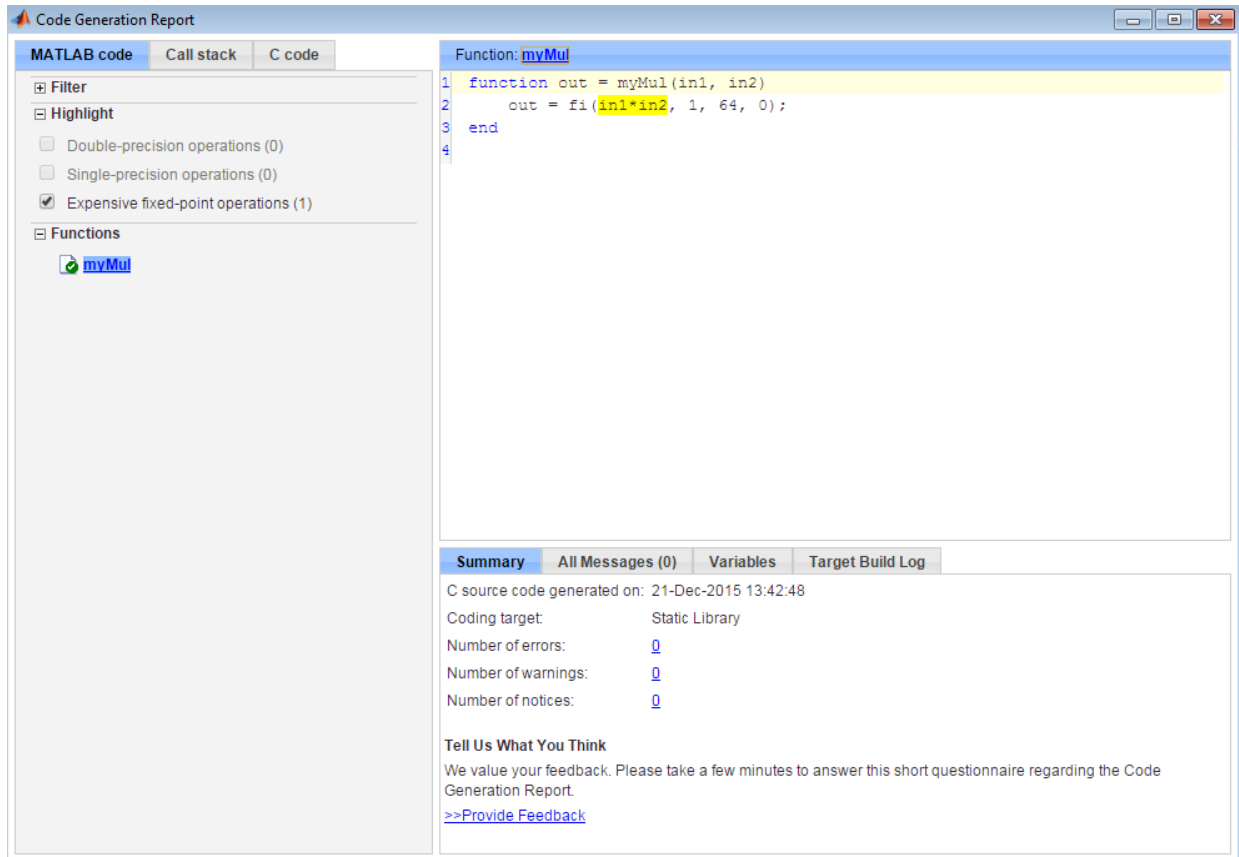 Code Generation Report
MATLAB code Call stack C code
Filter
Highlight
Double-precision operations (0)
Single-precision operations (0)
Expensive fixed-point operations (1)
Functions
myMul
Function: myMul
1 function out = myMul(in1, in2)
2 out = fi(in1*in2, 1, 64, 0);
3 end
4
Summary All Messages (0) Variables Target Build Log
C source code generated on: 21-Dec-2015 13:42:48
Coding target: Static Library
Number of errors: 0
Number of warnings: 0
Number of notices: 0
Tell Us What You Think
We value your feedback. Please take a few minutes to answer this short questionnaire regarding the Code
Generation Report.
>>Provide Feedback